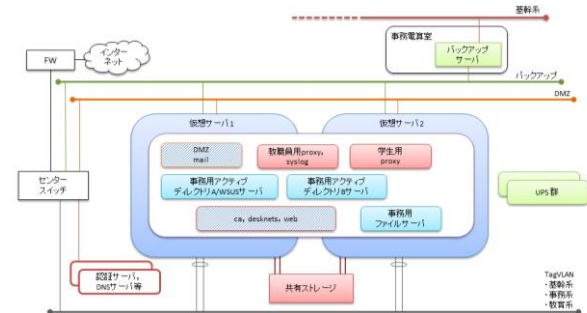 基幹系
事務電算室
バックアップ
サーバ
インター
ネット
FW
バックアップ
DMZ
仮想サーバ1
仮想サーバ2
DMZ
mail
教職員用proxy,
syslog
学生用
proxy
センター
スイッチ
事務用アクティブ
ディレクトリA/WSUSサーバ
事務用アクティブ
ディレクトリBサーバ
UPS群
ca, desknets, web
事務用
ファイルサーバ
認証サーバ,
DNSサーバ等
共有ストレージ
TagVLAN
・基幹系
・事務系
・教育系